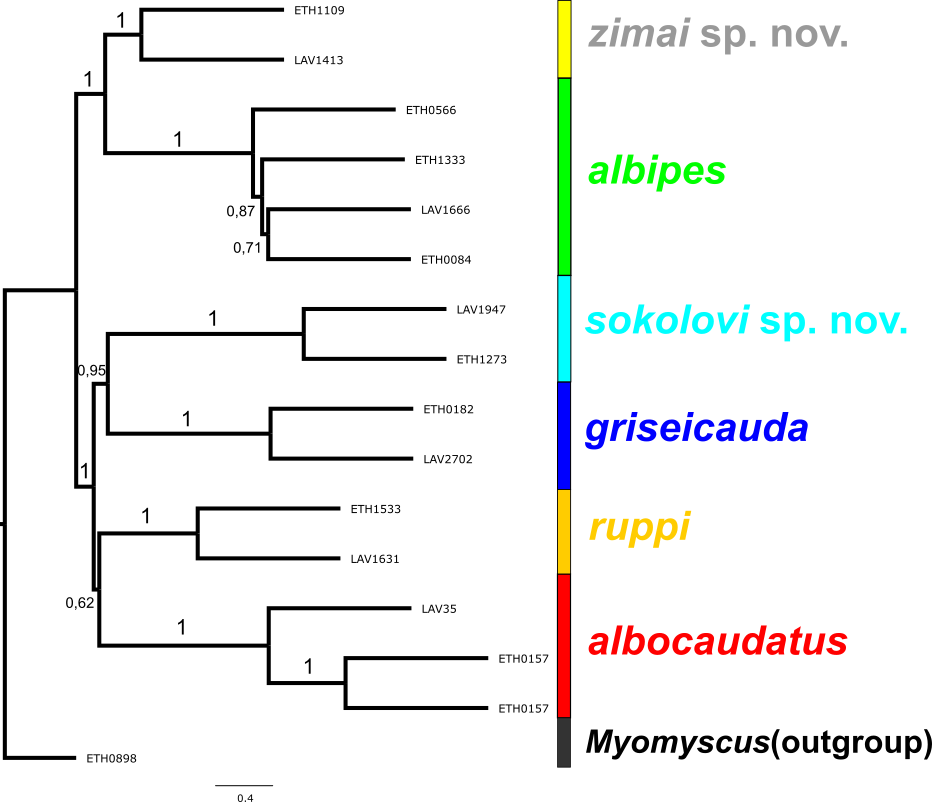 ETH1109
1
zimai sp. nov.
LAV1413
1
ETH0566
1
ETH1333
albipes
0,87
LAV1666
0,71
ETH0084
LAV1947
1
sokolovi sp. nov.
ETH1273
0,95
ETH0182
1
griseicauda
LAV2702
1
ETH1533
1
ruppi
LAV1631
0,62
LAV35
1
albocaudatus
ETH0157
1
ETH0157
Myomyscus(outgroup)
ETH0898
0.4